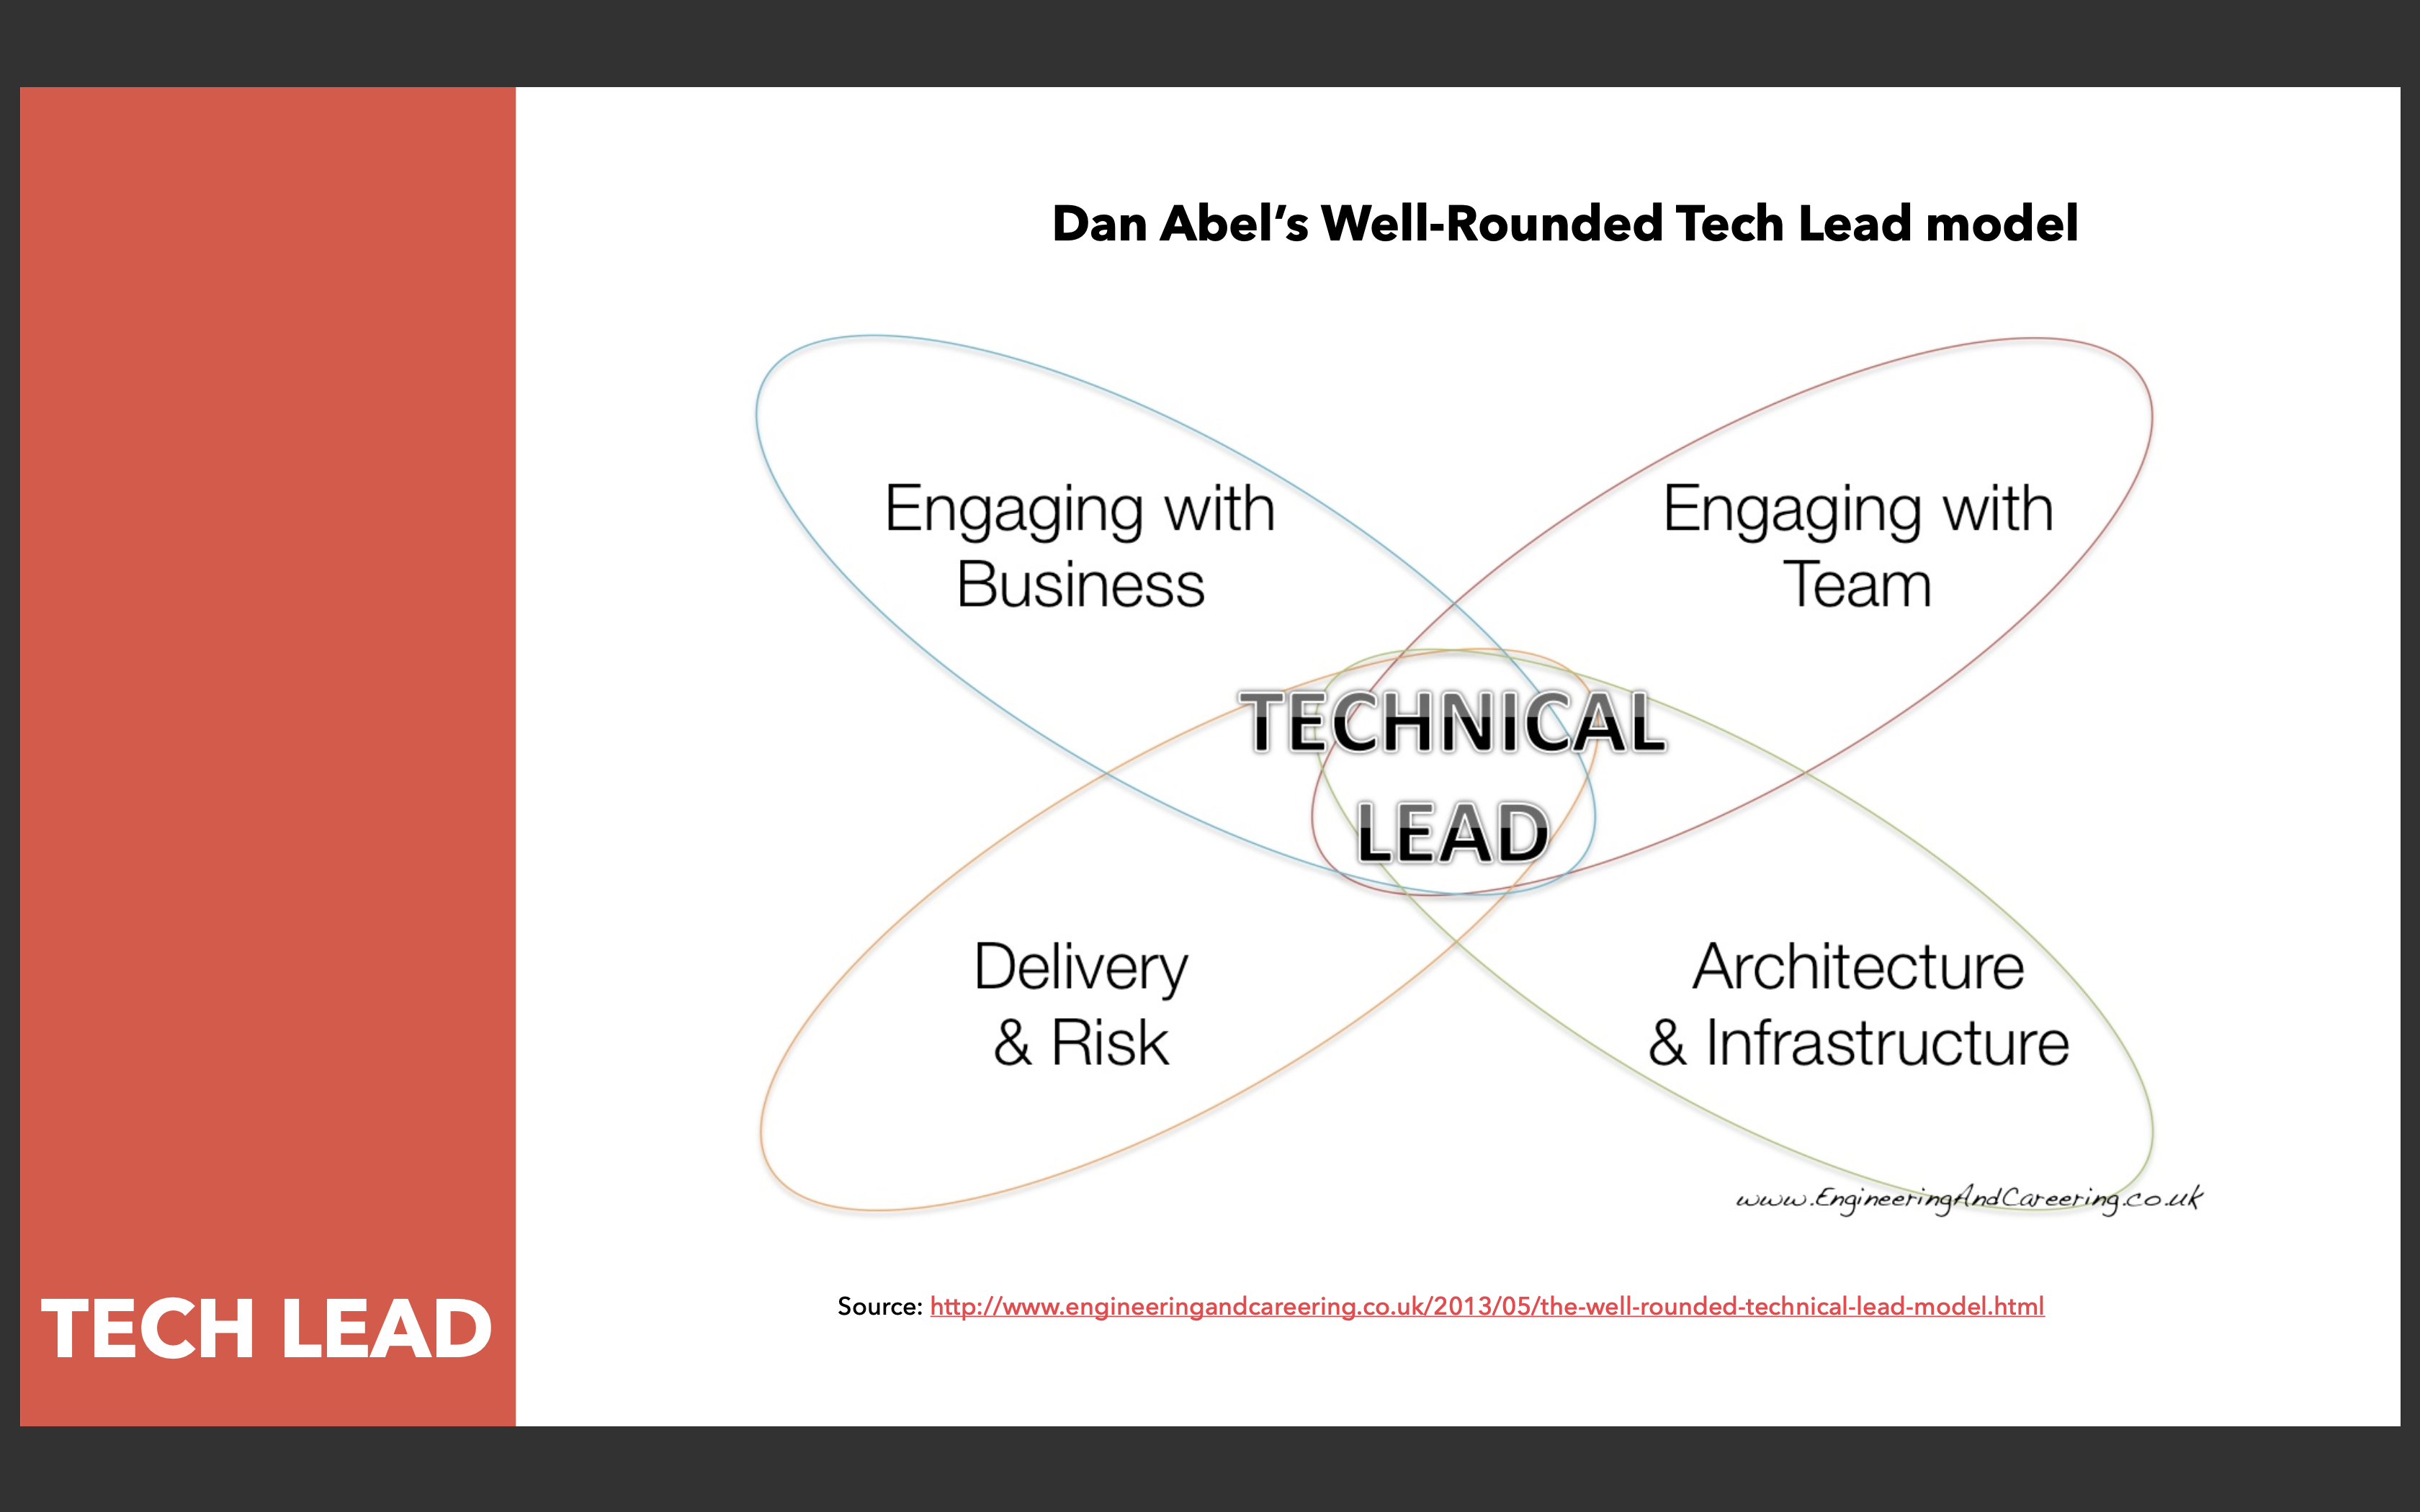 Dan Abel’s Well-Rounded Tech Lead model
Engaging with
Business
Engaging with
Team
TECHNICAL
LEAD
Delivery
& Risk
Architecture
& Infrastructure
www.EngineeringAndCareering.co.uk
Source: http://www.engineeringandcareering.co.uk/2013/05/the-well-rounded-technical-lead-model.html
TECH LEAD